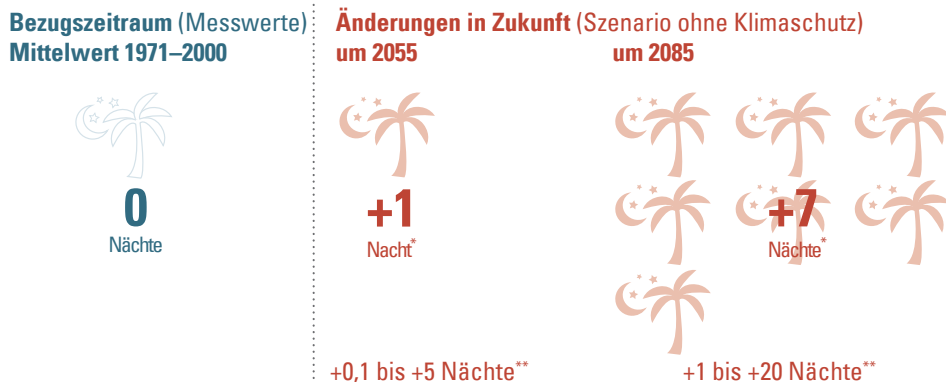 Bezugszeitraum (Messwerte)
Mittelwert 1971–2000
0
Nächte
Änderungen in Zukunft (Szenario ohne Klimaschutz)
um 2055
+1
Nacht*
+0,1 bis +5 Nächte**
um 2085
+7
Nächte*
+1 bis +20 Nächte**